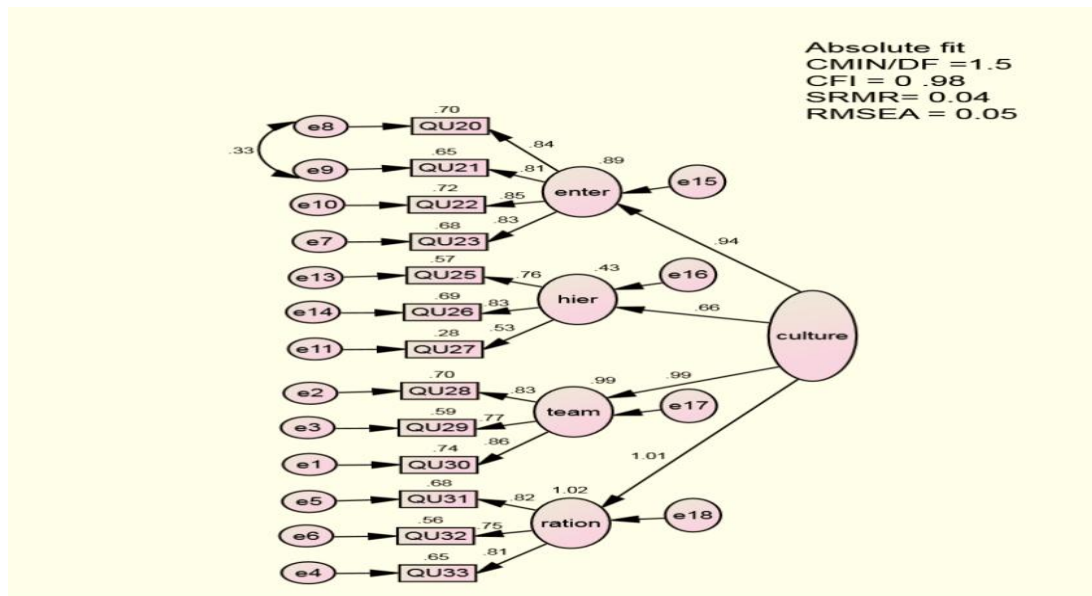 Absolute fit
CMIN/DF =1.5
CFI = 0 .98
SRMR= 0.04
RMSEA = 0.05
.70
e8
QU20
.84
.33
.65
.89
e9
QU21
.81
e15
.72
enter
e10
QU22
.85
.68
.83
e7
QU23
.94
.57
e13
QU25
.76
.43
e16
.69
hier
e14
QU26
.83
.66
.28
.53
culture
e11
QU27
.70
.99
.99
e2
QU28
.83
.59
team
e17
e3
QU29
.77
.74
.86
e1
QU30
1.01
.68
1.02
e5
QU31
.82
.56
ration
e18
e6
QU32
.75
.65
.81
e4
QU33